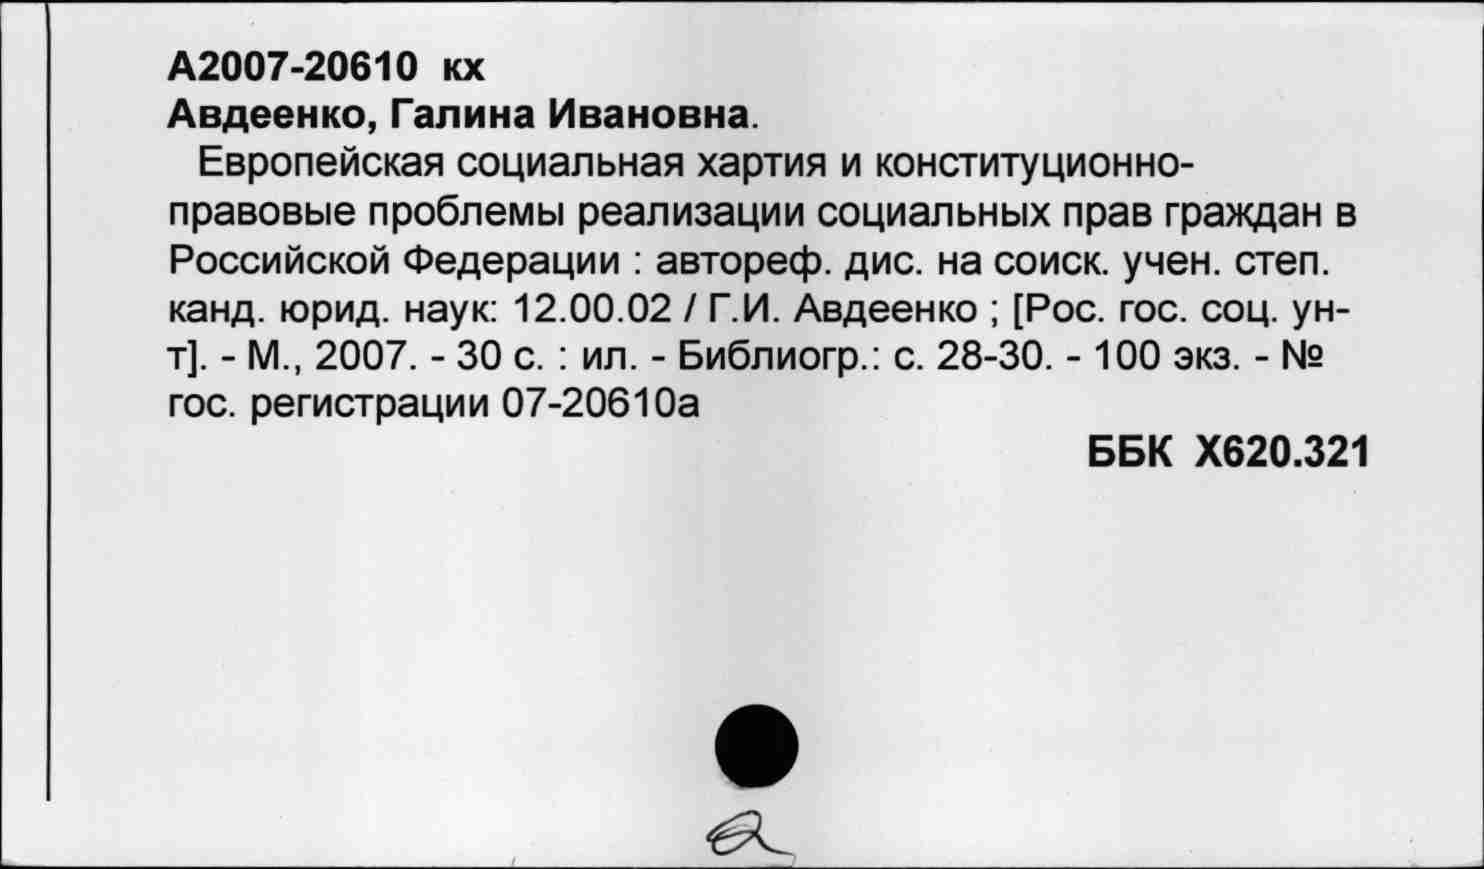 А2007-20610 кх
Авдеенко, Галина Ивановна.
Европейская социальная хартия и конституционно-
правовые проблемы реализации социальных прав граждан в
Российской Федерации : автореф. дис. на соиск. учен. степ.
канд. юрид. наук: 12.00.02 / Г.И. Авдеенко ; [Рос. гос. соц. ун-
т]. - М., 2007. - 30 с. : ил. - Библиогр.: с. 28-30. - 100 экз. - №
гос. регистрации 07-20610а
ББК Х620.321